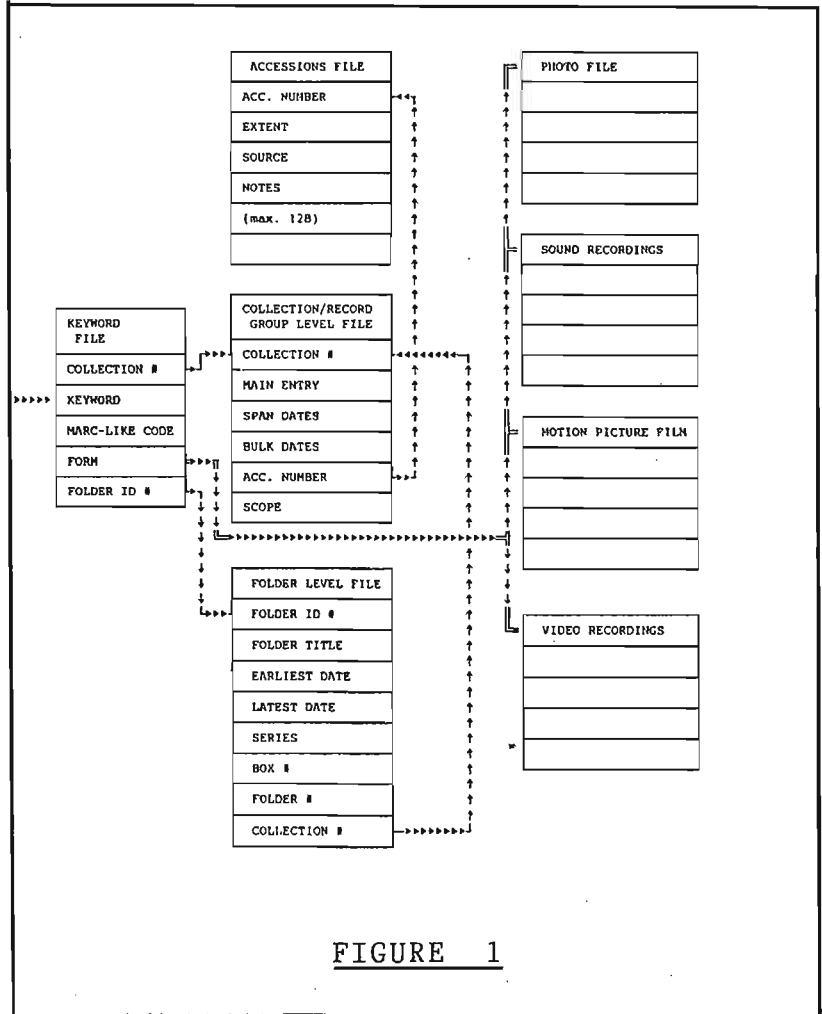 ACCESSIONS FILE
ACC. NUMBER
EXTENT
SOURCE
NOTES
(max. 128)
KEYWORD
FILE
COLLECTION #
KEYWORD
MARC-LIKE CODE
FORM
FOLDER ID #
COLLECTION/RECORD
GROUP LEVEL FILE
COLLECTION #
MAIN ENTRY
SPAN DATES
BULK DATES
ACC. NUMBER
SCOPE
FOLDER LEVEL FILE
FOLDER ID #
FOLDER TITLE
EARLIEST DATE
LATEST DATE
SERIES
BOX #
FOLDER #
COLLECTION #
PHOTO FILE
SOUND RECORDINGS
MOTION PICTURE FILM
VIDEO RECORDINGS
FIGURE 1